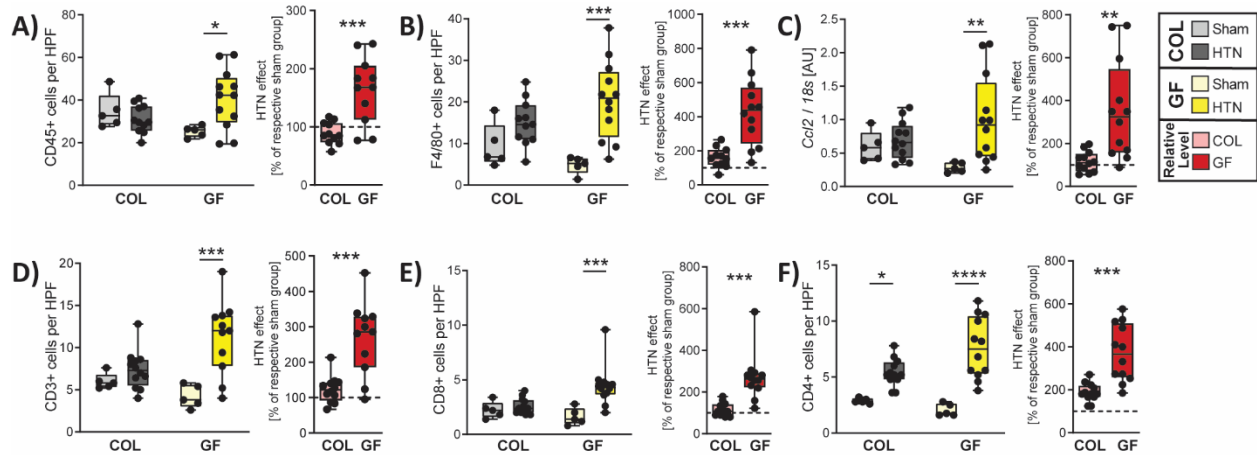 A)
CD45+ cells per HPF
80
60
40
20
0
*
COL
GF
HTN effect
[% of respective sham group]
300
200
100
0
***
COL GF
B)
F4/80+ cells per HPF
40
30
20
10
0
***
COL
GF
HTN effect
[% of respective sham group]
1000
800
600
400
200
0
***
COL GF
C)
Ccl2 / 18s [AU]
2.5
2.0
1.5
1.0
0.5
0.0
**
COL
GF
HTN effect
[% of respective sham group]
800
600
400
200
0
**
COL GF
COL
Sham
HTN
GF
Sham
HTN
Relative
Level
COL
GF
D)
CD3+ cells per HPF
20
15
10
5
0
***
COL
GF
HTN effect
[% of respective sham group]
500
400
300
200
100
0
***
COL GF
E)
CD8+ cells per HPF
15
10
5
0
***
COL
GF
HTN effect
[% of respective sham group]
800
600
400
200
0
***
COL GF
F)
CD4+ cells per HPF
15
10
5
0
*
****
COL
GF
HTN effect
[% of respective sham group]
800
600
400
200
0
***
COL GF